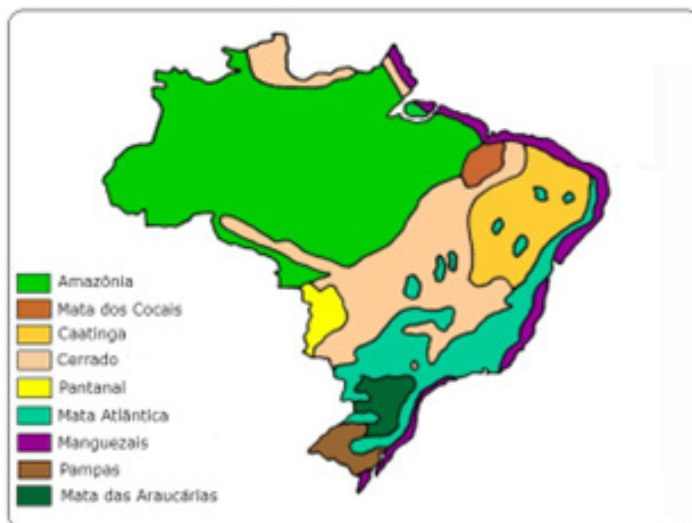 Amazônia
Mata dos Cocais
Caatinga
Cerrado
Pantanal
Mata Atlântica
Manguezais
Pampas
Mata das Araucárias